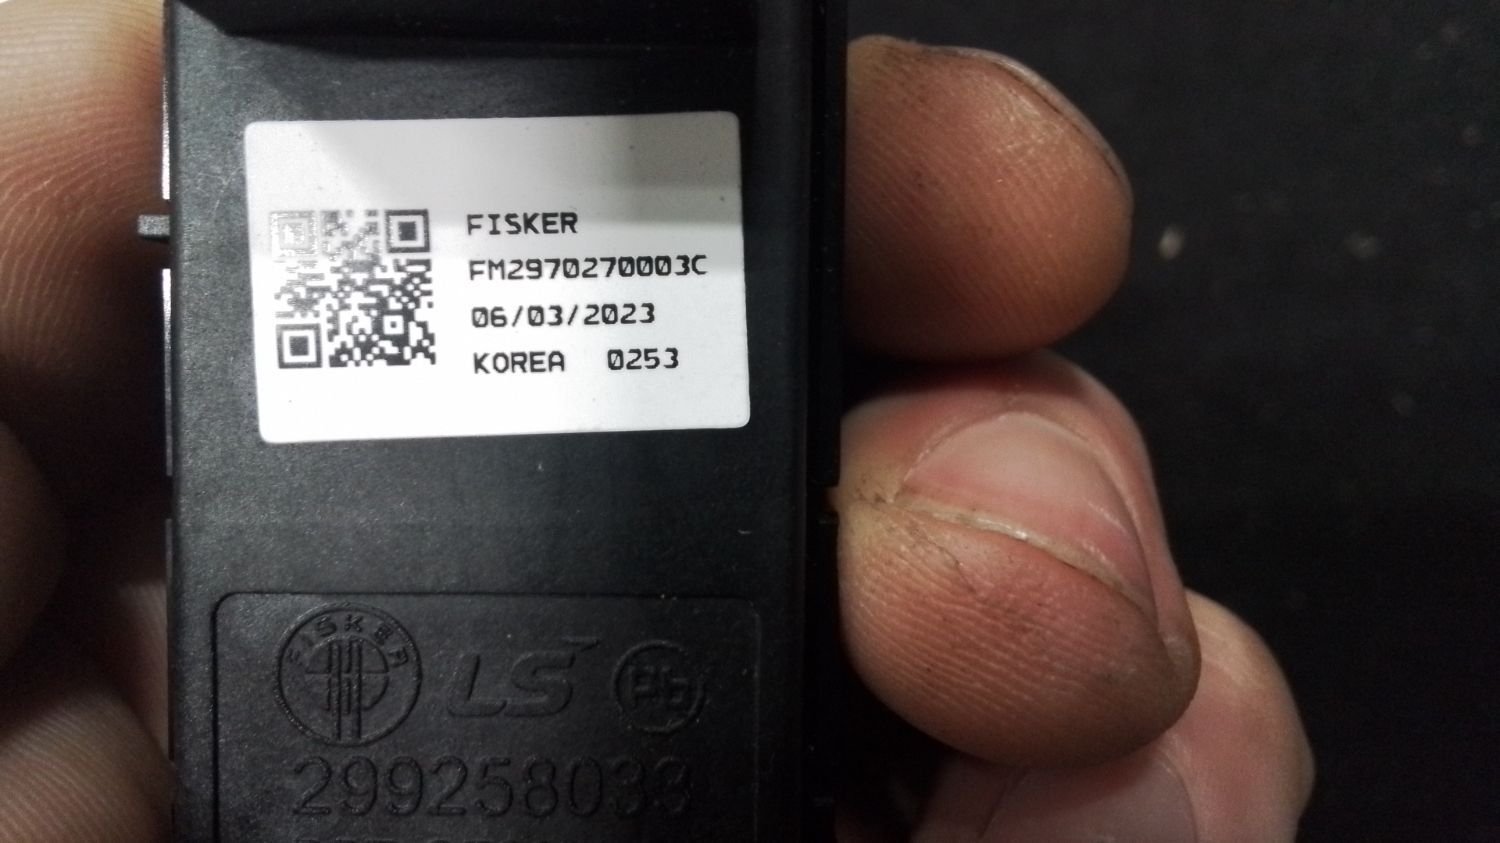 FISKER
FM2970270003C
06/03/2023
KOREA 0253
FISKER LS Pb
299258033